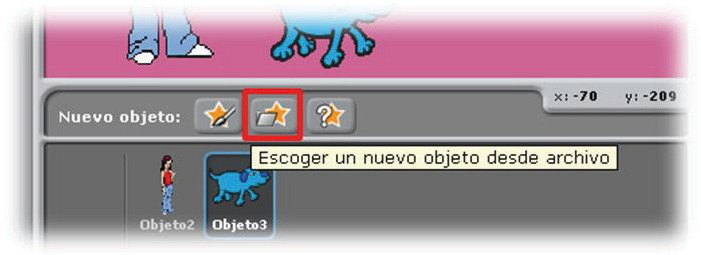 x: -70 y: -209
Nuevo objeto:
Escoger un nuevo objeto desde archivo
Objeto2 Objeto3